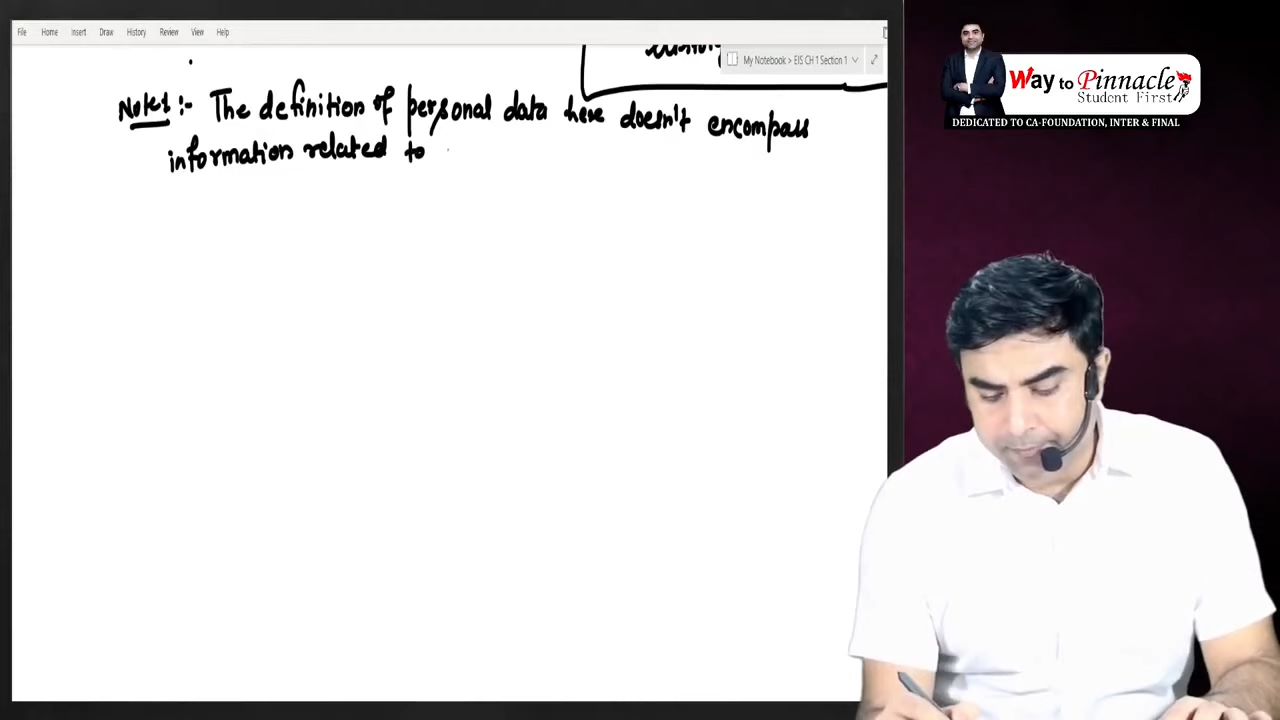 File Home Insert Draw History Review View Help
My Notebook > EIS CH 1 Section 1
Note1 :- The definition of personal data here doesn't encompass
information related to
Way to Pinnacle
Student First
DEDICATED TO CA-FOUNDATION, INTER & FINAL